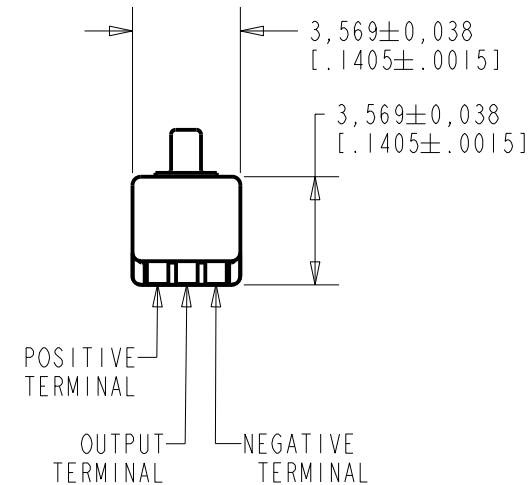 3,569±0,038
[.1405±.0015]
3,569±0,038
[.1405±.0015]
POSITIVE
TERMINAL
OUTPUT
TERMINAL
NEGATIVE
TERMINAL